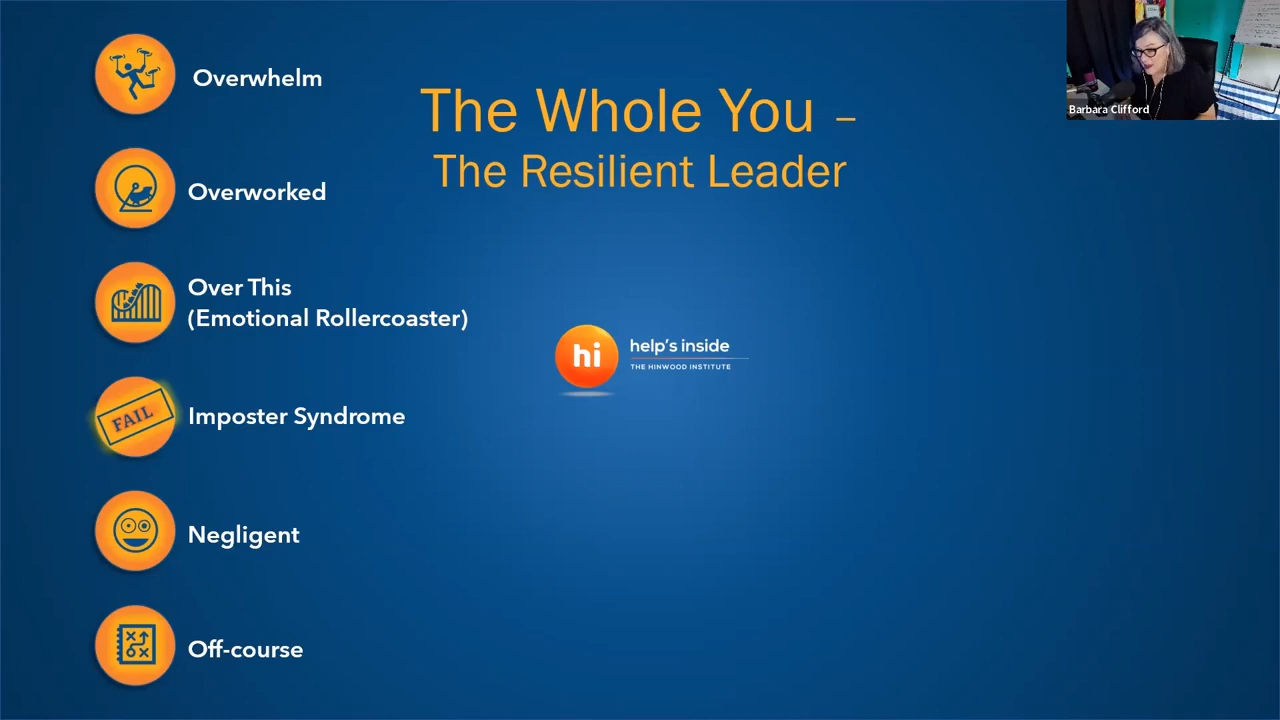 The Whole You –
The Resilient Leader
Overwhelm
Overworked
Over This
(Emotional Rollercoaster)
FAIL
Imposter Syndrome
Negligent
Off-course
hi
help's inside
THE HINWOOD INSTITUTE
Barbara Clifford